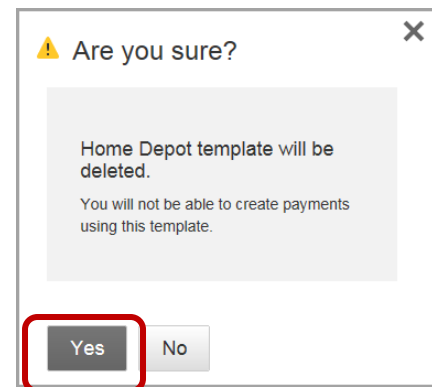 Are you sure?
Home Depot template will be
deleted.
You will not be able to create payments
using this template.
Yes No